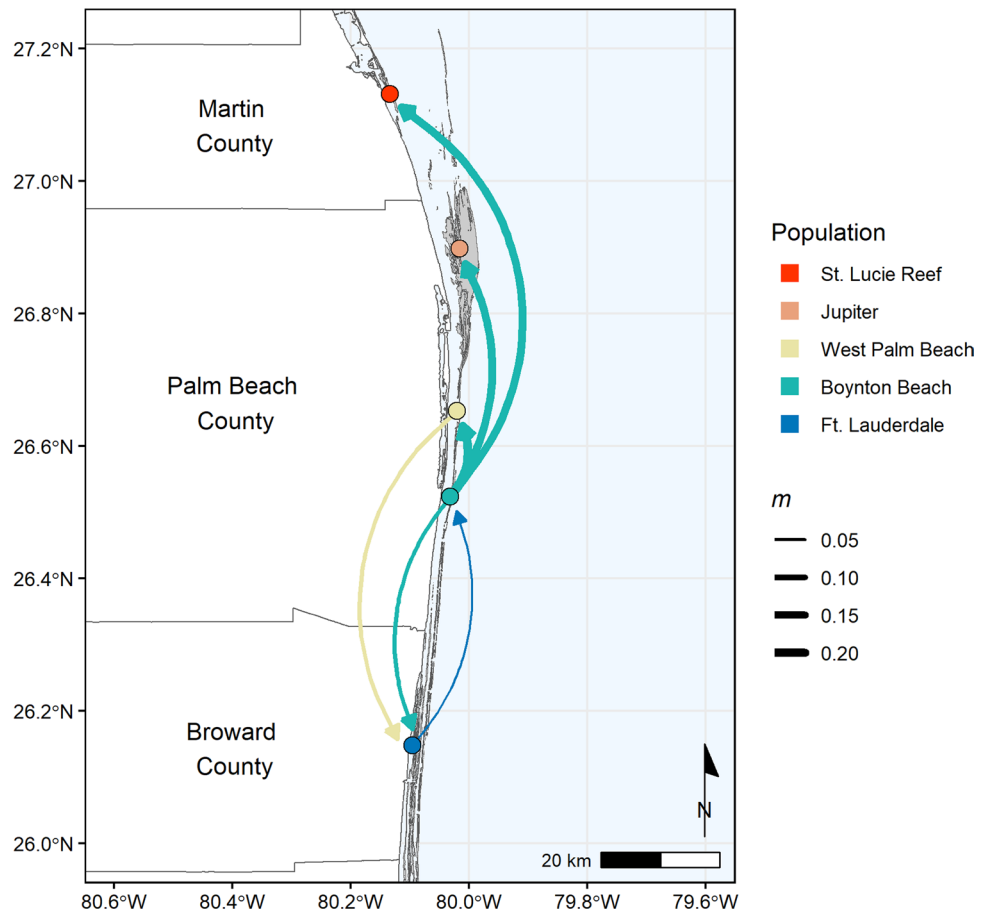 27.2°N
27.0°N
26.8°N
26.6°N
26.4°N
26.2°N
26.0°N
Martin
County
Palm Beach
County
Broward
County
N
20 km
80.6°W
80.4°W
80.2°W
80.0°W
79.8°W
79.6°W
Population
St. Lucie Reef
Jupiter
West Palm Beach
Boynton Beach
Ft. Lauderdale
m
0.05
0.10
0.15
0.20